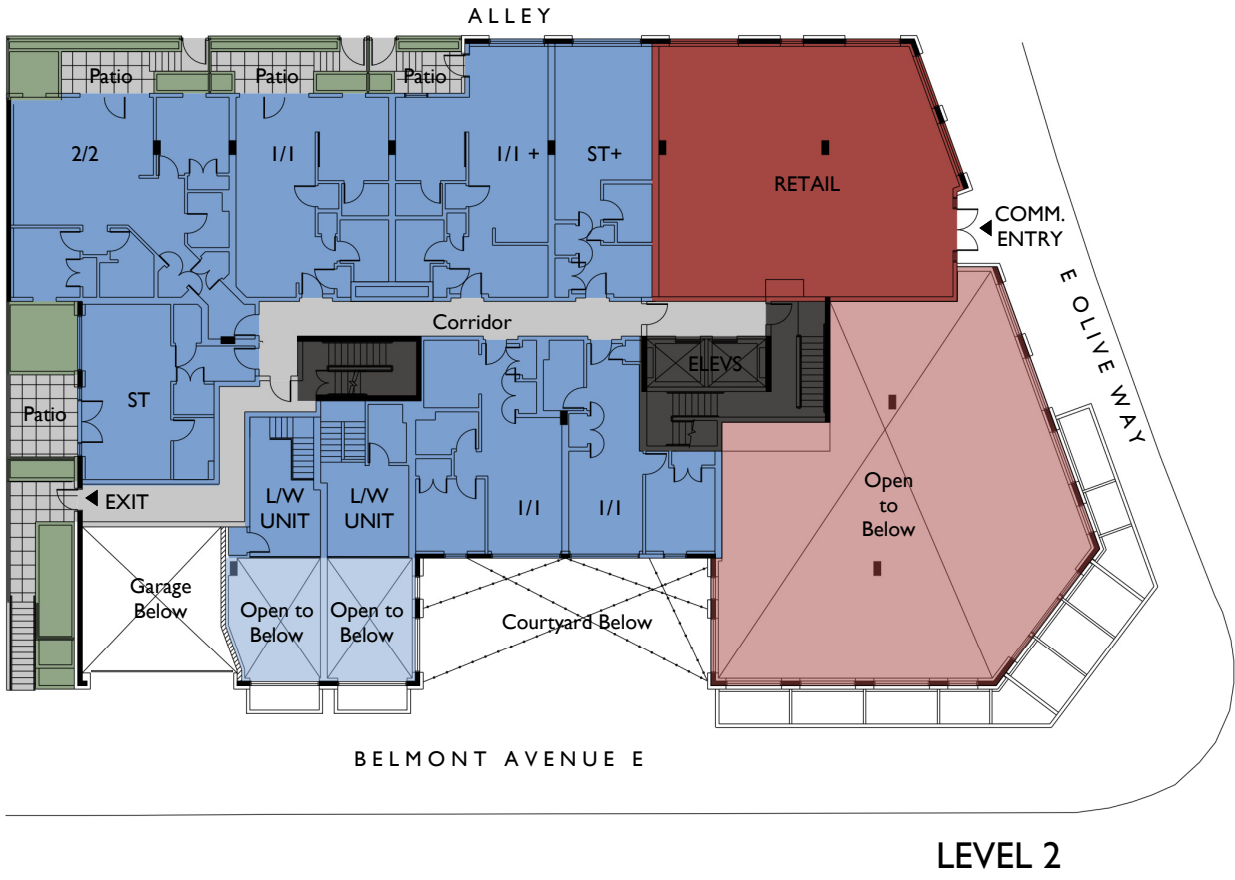 ALLEY
Patio
Patio
Patio
2/2
1/1
1/1 +
ST+
RETAIL
COMM.
ENTRY
E OLIVE WAY
Corridor
ELEVS
ST
Patio
EXIT
L/W
UNIT
L/W
UNIT
1/1
1/1
Open
to
Below
Garage
Below
Open to
Below
Open to
Below
Courtyard Below
BELMONT AVENUE E
LEVEL 2